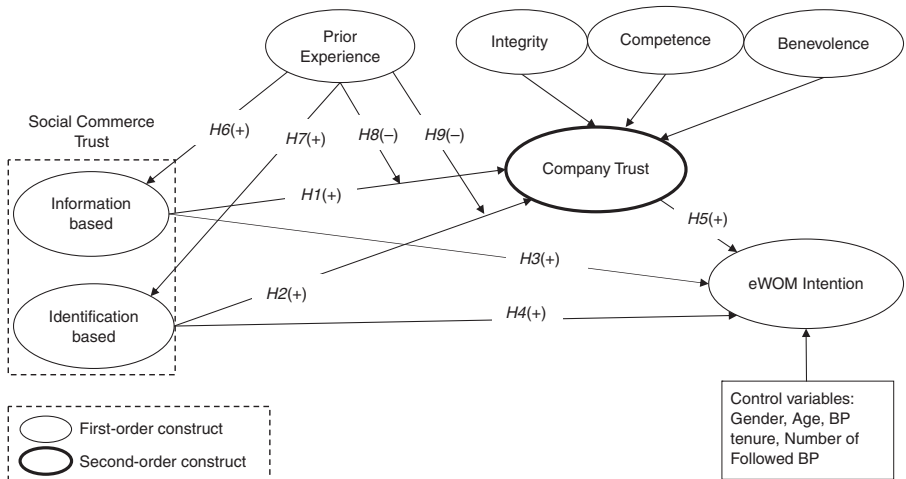 Prior
Experience
Integrity
Competence
Benevolence
Social Commerce
Trust
H6(+)
H7(+)
H8(–)
H9(–)
Company Trust
Information
based
H1(+)
H5(+)
H3(+)
eWOM Intention
H2(+)
Identification
based
H4(+)
Control variables:
Gender, Age, BP
tenure, Number of
Followed BP
First-order construct
Second-order construct